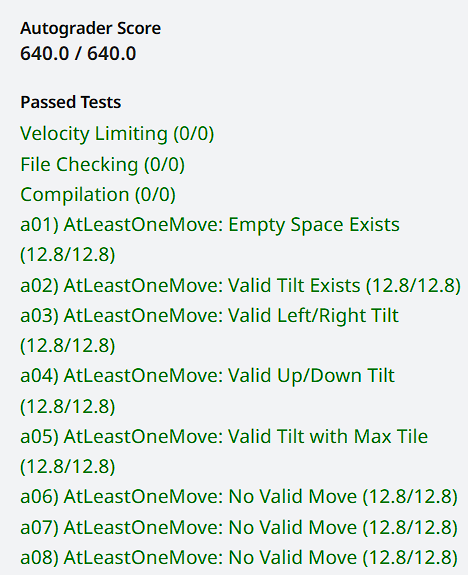 Autograder Score
640.0 / 640.0
Passed Tests
Velocity Limiting (0/0)
File Checking (0/0)
Compilation (0/0)
a01) AtLeastOneMove: Empty Space Exists
(12.8/12.8)
a02) AtLeastOneMove: Valid Tilt Exists (12.8/12.8)
a03) AtLeastOneMove: Valid Left/Right Tilt
(12.8/12.8)
a04) AtLeastOneMove: Valid Up/Down Tilt
(12.8/12.8)
a05) AtLeastOneMove: Valid Tilt with Max Tile
(12.8/12.8)
a06) AtLeastOneMove: No Valid Move (12.8/12.8)
a07) AtLeastOneMove: No Valid Move (12.8/12.8)
a08) AtLeastOneMove: No Valid Move (12.8/12.8)